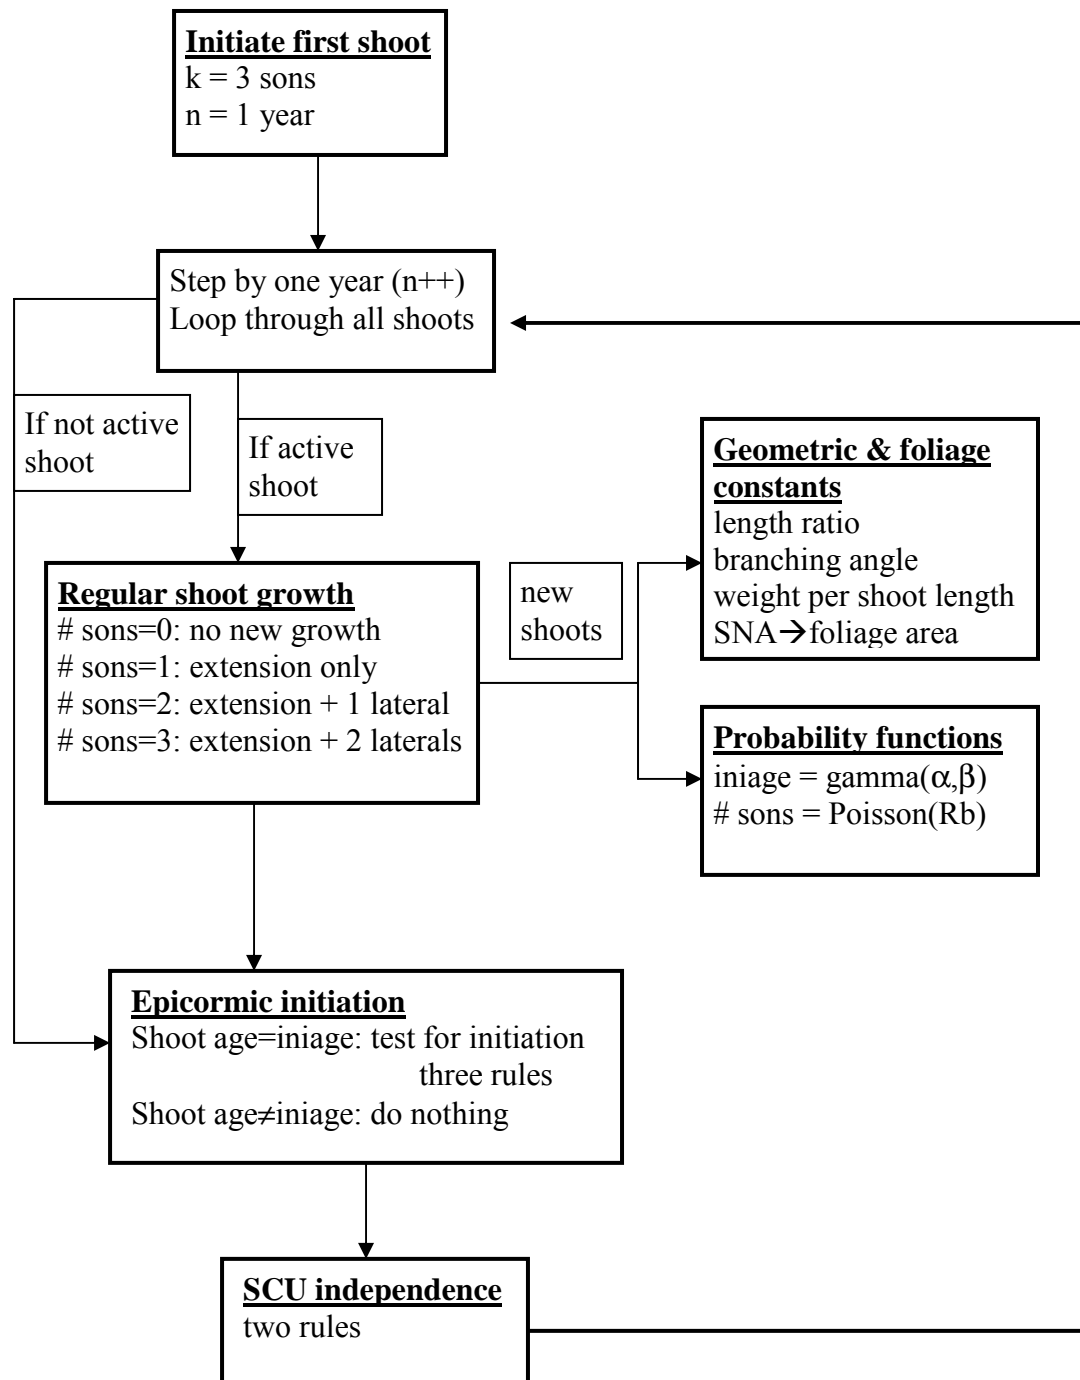 Initiate first shoot
k = 3 sons
n = 1 year
Step by one year (n++)
Loop through all shoots
If not active
shoot
If active
shoot
Geometric & foliage
constants
length ratio
branching angle
weight per shoot length
SNA→foliage area
Regular shoot growth
# sons=0: no new growth
# sons=1: extension only
# sons=2: extension + 1 lateral
# sons=3: extension + 2 laterals
new
shoots
Probability functions
iniage = gamma(α,β)
# sons = Poisson(Rb)
Epicormic initiation
Shoot age=iniage: test for initiation
three rules
Shoot age≠iniage: do nothing
SCU independence
two rules